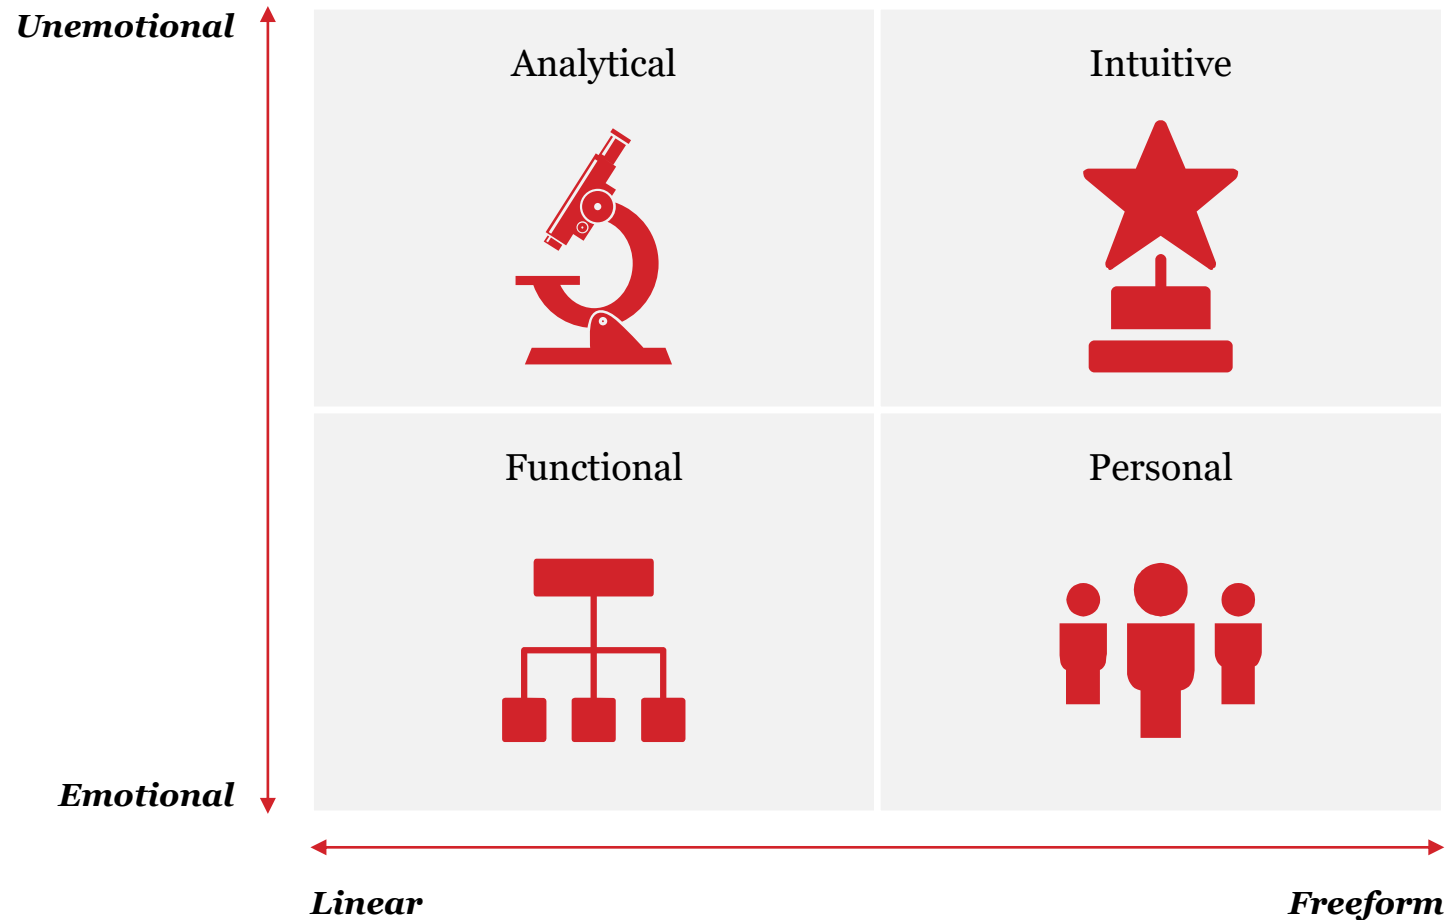 Unemotional
Analytical
Intuitive
Functional
Personal
Emotional
Linear
Freeform